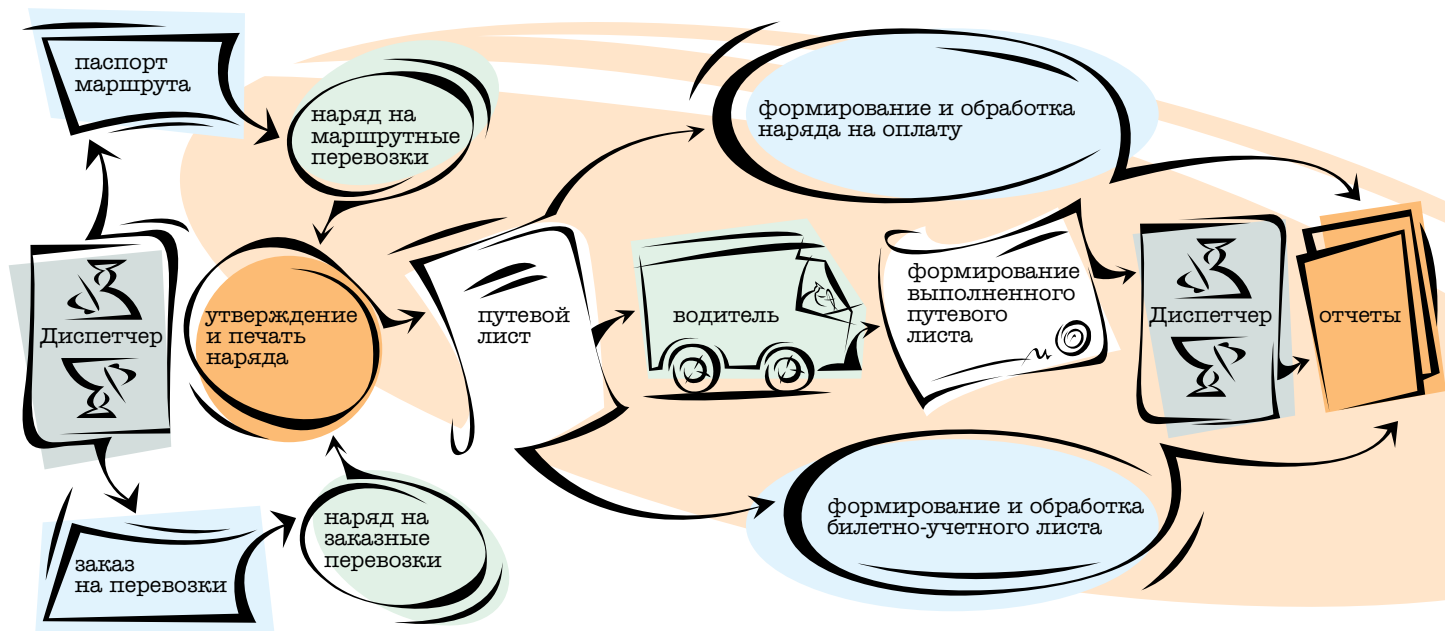 паспорт
маршрута
наряд на
маршрутные
перевозки
формирование и обработка
наряда на оплату
Диспетчер
утверждение
и печать
наряда
путевой
лист
водитель
формирование
выполненного
путевого
листа
Диспетчер
отчеты
заказ
на перевозки
наряд на
заказные
перевозки
формирование и обработка
билетно-учетного листа